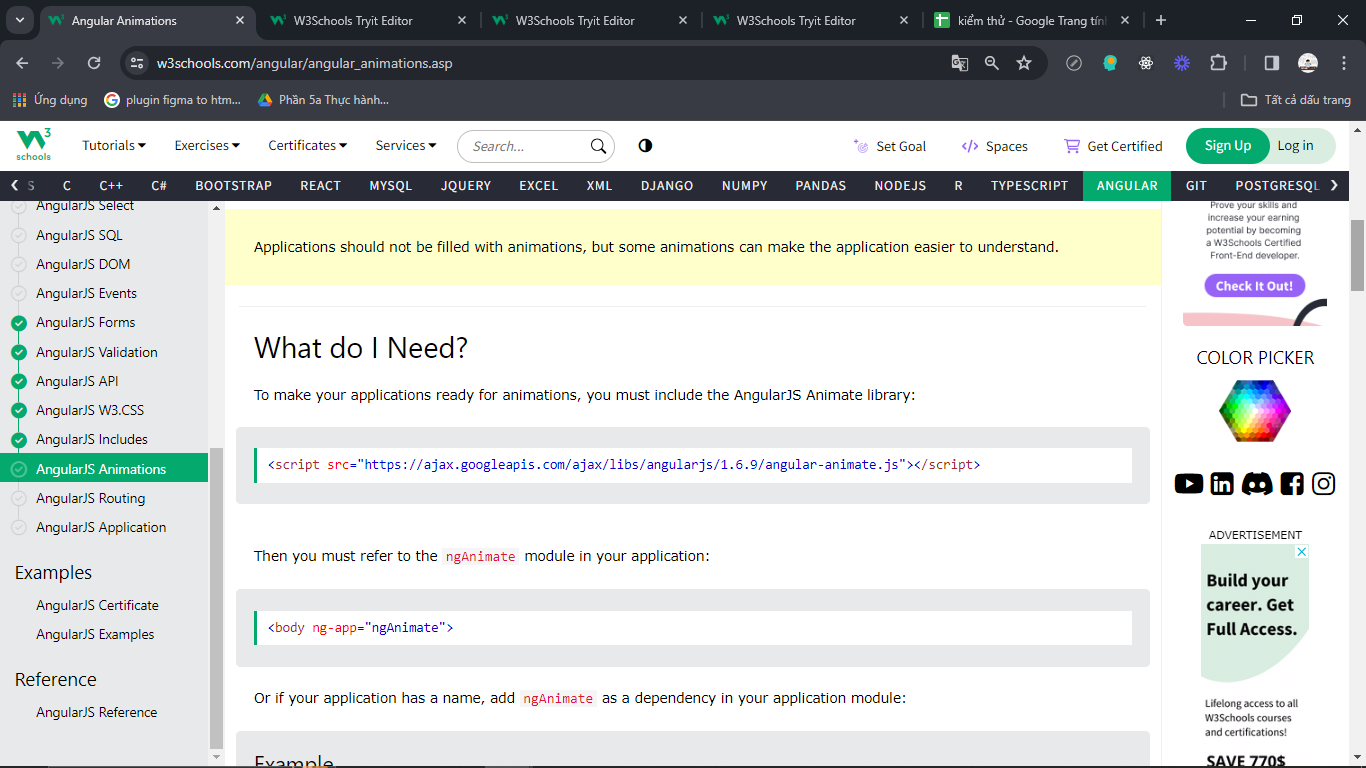 Angular Animations
W3Schools Tryit Editor
W3Schools Tryit Editor
W3Schools Tryit Editor
kiểm thử - Google Trang tính
w3schools.com/angular/angular_animations.asp
Ứng dụng
plugin figma to htm...
Phần 5a Thực hành...
Tất cả dấu trang
W3
schools
Tutorials
Exercises
Certificates
Services
Search...
Set Goal
Spaces
Get Certified
Sign Up
Log in
S
C
C++
C#
BOOTSTRAP
REACT
MYSQL
JQUERY
EXCEL
XML
DJANGO
NUMPY
PANDAS
NODEJS
R
TYPESCRIPT
ANGULAR
GIT
POSTGRESQL
AngularJS Select
AngularJS SQL
AngularJS DOM
AngularJS Events
AngularJS Forms
AngularJS Validation
AngularJS API
AngularJS W3.CSS
AngularJS Includes
AngularJS Animations
AngularJS Routing
AngularJS Application
Examples
AngularJS Certificate
AngularJS Examples
Reference
AngularJS Reference
Applications should not be filled with animations, but some animations can make the application easier to understand.
What do I Need?
To make your applications ready for animations, you must include the AngularJS Animate library:
<script src="https://ajax.googleapis.com/ajax/libs/angularjs/1.6.9/angular-animate.js"></script>
Then you must refer to the ngAnimate module in your application:
<body ng-app="ngAnimate">
Or if your application has a name, add ngAnimate as a dependency in your application module:
Example
Prove your skills and
increase your earning
potential by becoming
a W3Schools Certified
Front-End developer.
Check It Out!
COLOR PICKER
ADVERTISEMENT
Build your
career. Get
Full Access.
Lifelong access to all
W3Schools courses
and certifications!
SAVE 770$